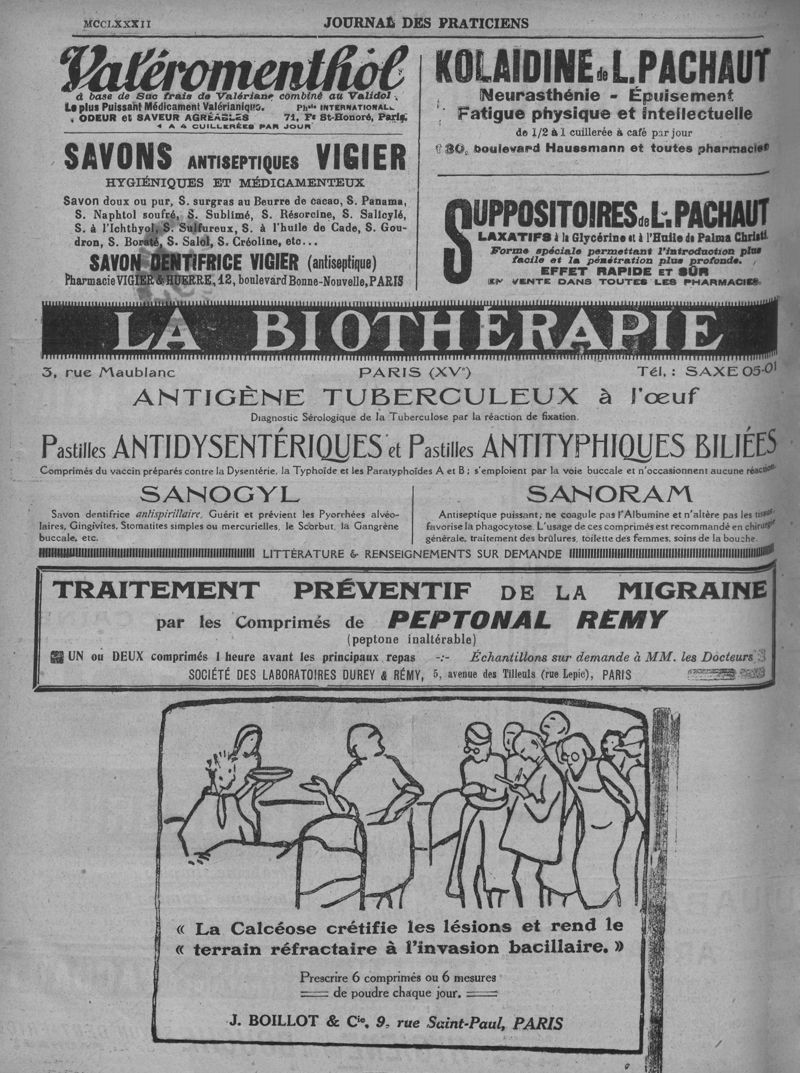 MCCLXXXII
JOURNAL DES PRATICIENS
Valéromenthol
à base de Suc frais de Valériane combiné au Validol.
Le plus Puissant Médicament Valérianique.
ODEUR et SAVEUR AGRÉABLES
1 A 4 CUILLERÉES PAR JOUR
Phie INTERNATIONALE
71, Fg St-Honoré, Paris.
SAVONS ANTISEPTIQUES VIGIER
HYGIÉNIQUES ET MÉDICAMENTEUX
Savon doux ou pur, S. surgras au Beurre de cacao, S. Panama,
S. Naphtol soufré, S. Sublimé, S. Résorcine, S. Salicylé,
S. à l'Ichthyol, S. Sulfureux, S. à l'huile de Cade, S. Gou-
dron, S. Boraté, S. Salol, S. Créoline, etc...
SAVON DENTIFRICE VIGIER (antiseptique)
Pharmacie VIGIER & HUERRE, 12, boulevard Bonne-Nouvelle, PARIS
KOLAIDINE de L. PACHAUT
Neurasthénie - Épuisement
Fatigue physique et intellectuelle
de 1/2 à 1 cuillerée à café par jour
130, boulevard Haussmann et toutes pharmacies
SUPPOSITOIRES de L. PACHAUT
LAXATIFS à la Glycérine et à l'Huile de Palma Christi
Forme spéciale permettant l'introduction plus
facile et la pénétration plus profonde.
EFFET RAPIDE ET SÛR
EN VENTE DANS TOUTES LES PHARMACIES
LA BIOTHÉRAPIE
3, rue Maublanc PARIS (XVe) Tél. : SAXE 05-01
ANTIGÈNE TUBERCULEUX à l'œuf
Diagnostic Sérologique de la Tuberculose par la réaction de fixation.
Pastilles ANTIDYSENTÉRIQUES et Pastilles ANTITYPHIQUES BILIÉES
Comprimés du vaccin préparés contre la Dysentérie, la Typhoïde et les Paratyphoïdes A et B ; s'emploient par la voie buccale et n'occasionnent aucune réaction.
SANOGYL
Savon dentifrice antispirillaire, Guérit et prévient les Pyorchées alvéo-
laires, Gingivites, Stomatites simples ou mercurielles, le Scorbut, la Gangrène
buccale, etc.
SANORAM
Antiseptique puissant, ne coagule pas l'Albumine et n'altère pas les tissus,
favorise la phagocytose. L'usage de ces comprimés est recommandé en chirurgie
générale, traitement des brûlures, toilette des femmes, soins de la bouche.
LITTÉRATURE & RENSEIGNEMENTS SUR DEMANDE
TRAITEMENT PRÉVENTIF DE LA MIGRAINE
par les Comprimés de PEPTONAL RÉMY
(peptone inaltérable)
UN ou DEUX comprimés 1 heure avant les principaux repas -:- Échantillons sur demande à MM. les Docteurs
SOCIÉTÉ DES LABORATOIRES DUREY & RÉMY, 5, avenue des Tilleuls (rue Lepic), PARIS
« La Calcéose crétifie les lésions et rend le
« terrain réfractaire à l'invasion bacillaire. »
Prescrire 6 comprimés ou 6 mesures
de poudre chaque jour.
J. BOILLOT & Cie, 9, rue Saint-Paul, PARIS